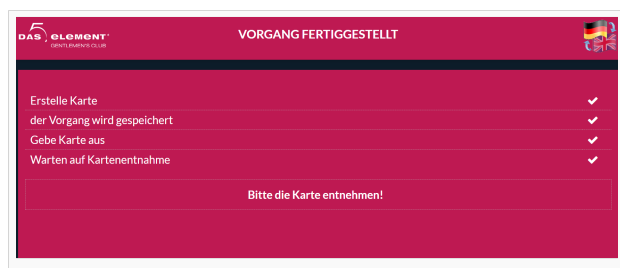 5
DAS ELEMENT
GENTLEMEN'S CLUB
VORGANG FERTIGGESTELLT
Erstelle Karte
der Vorgang wird gespeichert
Gebe Karte aus
Warten auf Kartenentnahme
Bitte die Karte entnehmen!